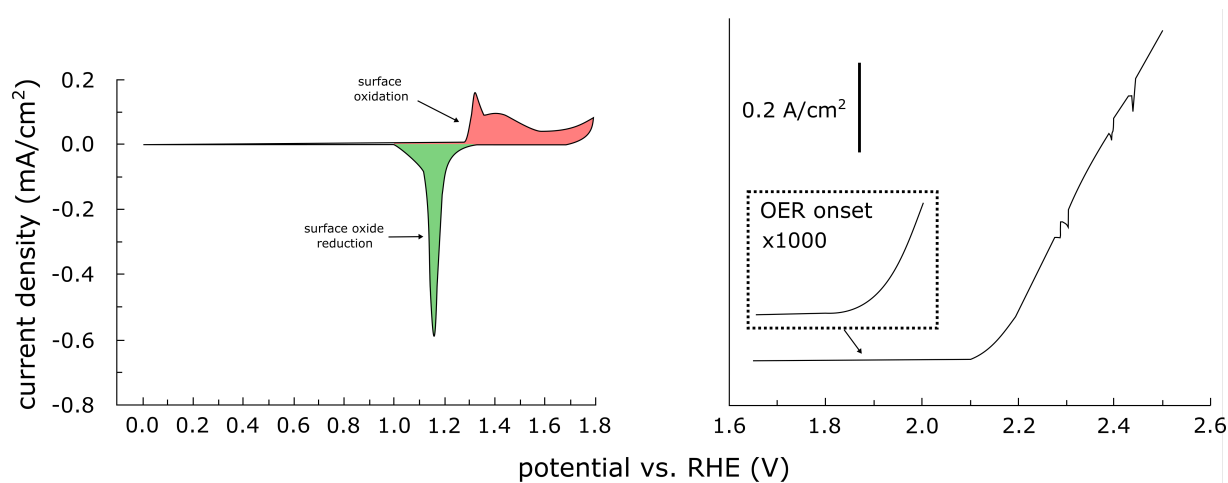 current density (mA/cm²)
0.2
0.0
-0.2
-0.4
-0.6
-0.8
surface
oxidation
surface oxide
reduction
0.0 0.2 0.4 0.6 0.8 1.0 1.2 1.4 1.6 1.8
0.2 A/cm²
OER onset
x1000
1.6 1.8 2.0 2.2 2.4 2.6
potential vs. RHE (V)